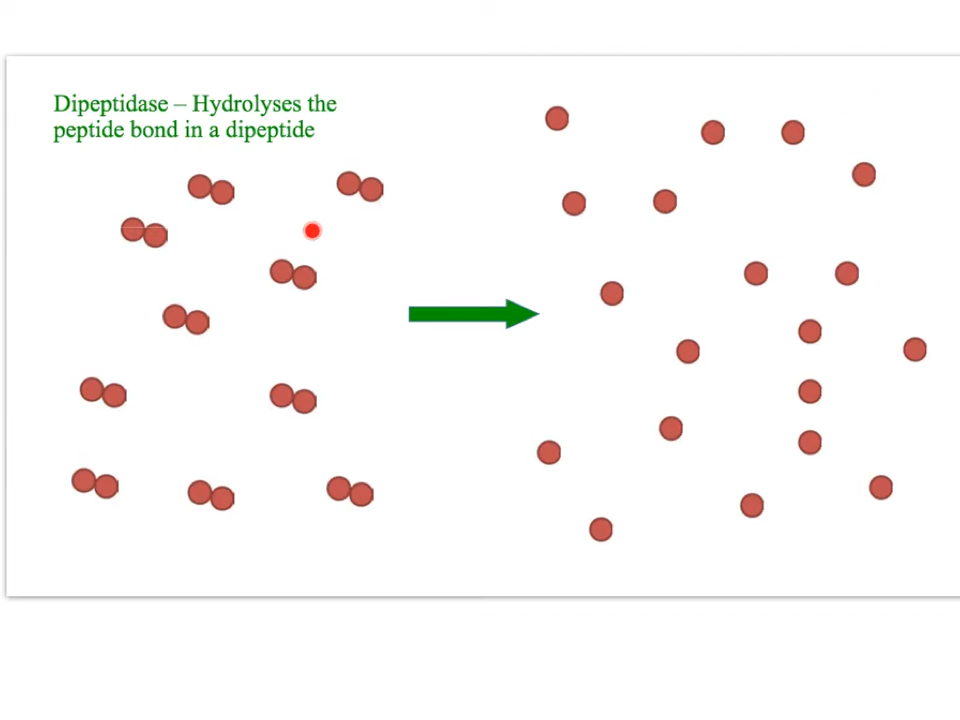 Dipeptidase – Hydrolyses the
peptide bond in a dipeptide